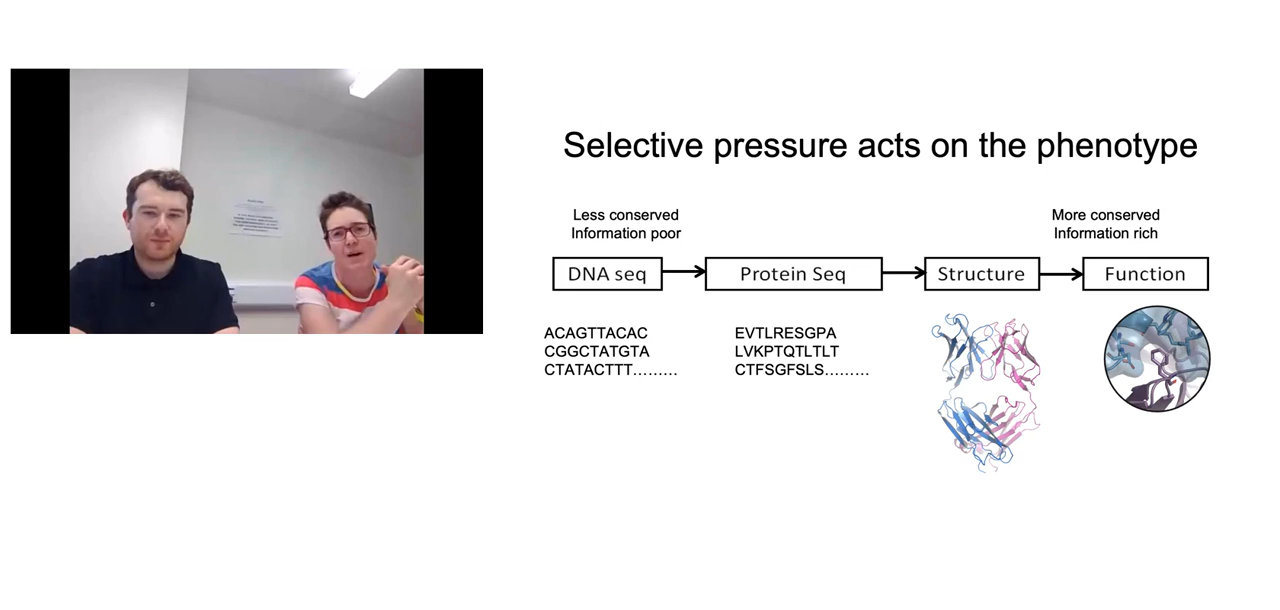 Selective pressure acts on the phenotype
Less conserved
Information poor
More conserved
Information rich
DNA seq
Protein Seq
Structure
Function
ACAGTTACAC
CGGCTATGTA
CTATACTTT.........
EVTLRESGPA
LVKPTQTLTLT
CTFSGFSLS.........